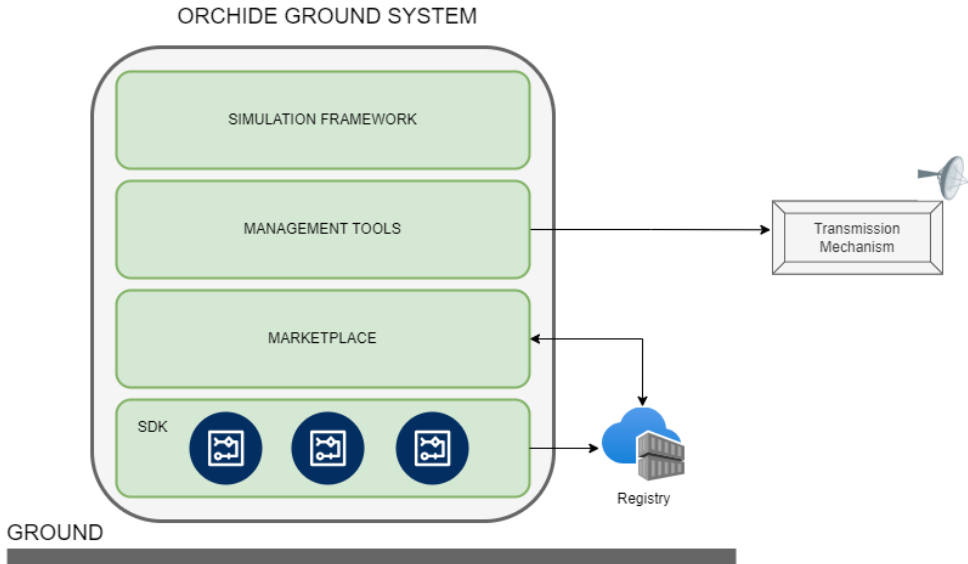 ORCHIDE GROUND SYSTEM
SIMULATION FRAMEWORK
MANAGEMENT TOOLS
Transmission
Mechanism
MARKETPLACE
SDK
Registry
GROUND